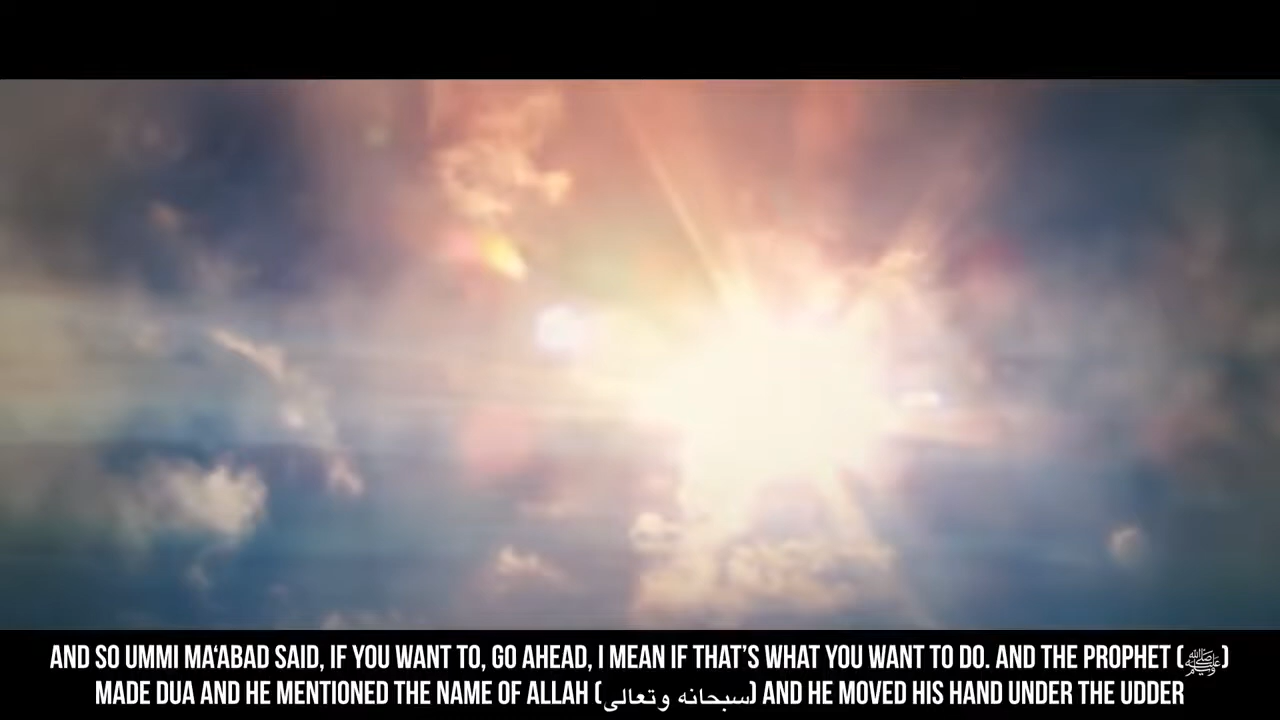 AND SO UMMI MA‘ABAD SAID, IF YOU WANT TO, GO AHEAD, I MEAN IF THAT’S WHAT YOU WANT TO DO. AND THE PROPHET (ﷺ)
MADE DUA AND HE MENTIONED THE NAME OF ALLAH (سبحانه وتعالى) AND HE MOVED HIS HAND UNDER THE UDDER